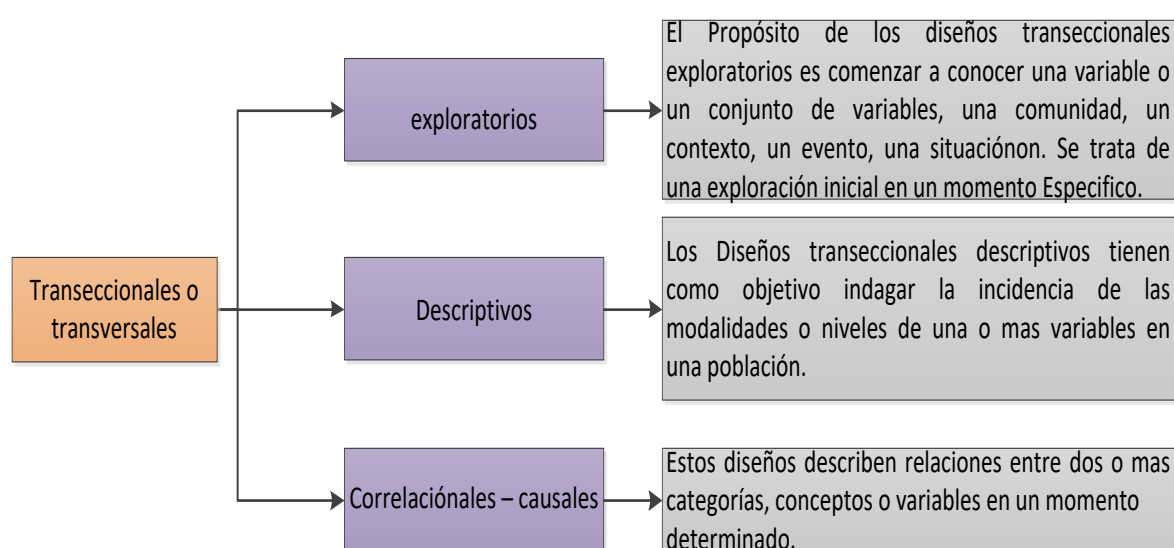 Transeccionales o
transversales
exploratorios
El Propósito de los diseños transeccionales
exploratorios es comenzar a conocer una variable o
un conjunto de variables, una comunidad, un
contexto, un evento, una situaciónon. Se trata de
una exploración inicial en un momento Especifico.
Descriptivos
Los Diseños transeccionales descriptivos tienen
como objetivo indagar la incidencia de las
modalidades o niveles de una o mas variables en
una población.
Correlaciónales – causales
Estos diseños describen relaciones entre dos o mas
categorías, conceptos o variables en un momento
determinado.